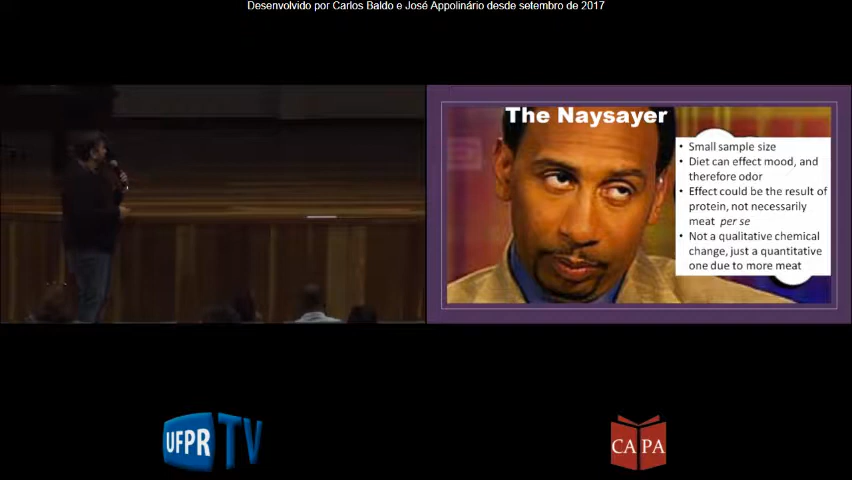 Desenvolvido por Carlos Baldo e José Appolinário desde setembro de 2017
The Naysayer
• Small sample size
• Diet can effect mood, and
therefore odor
• Effect could be the result of
protein, not necessarily
meat per se
• Not a qualitative chemical
change, just a quantitative
one due to more meat
UFPR TV
CAPA